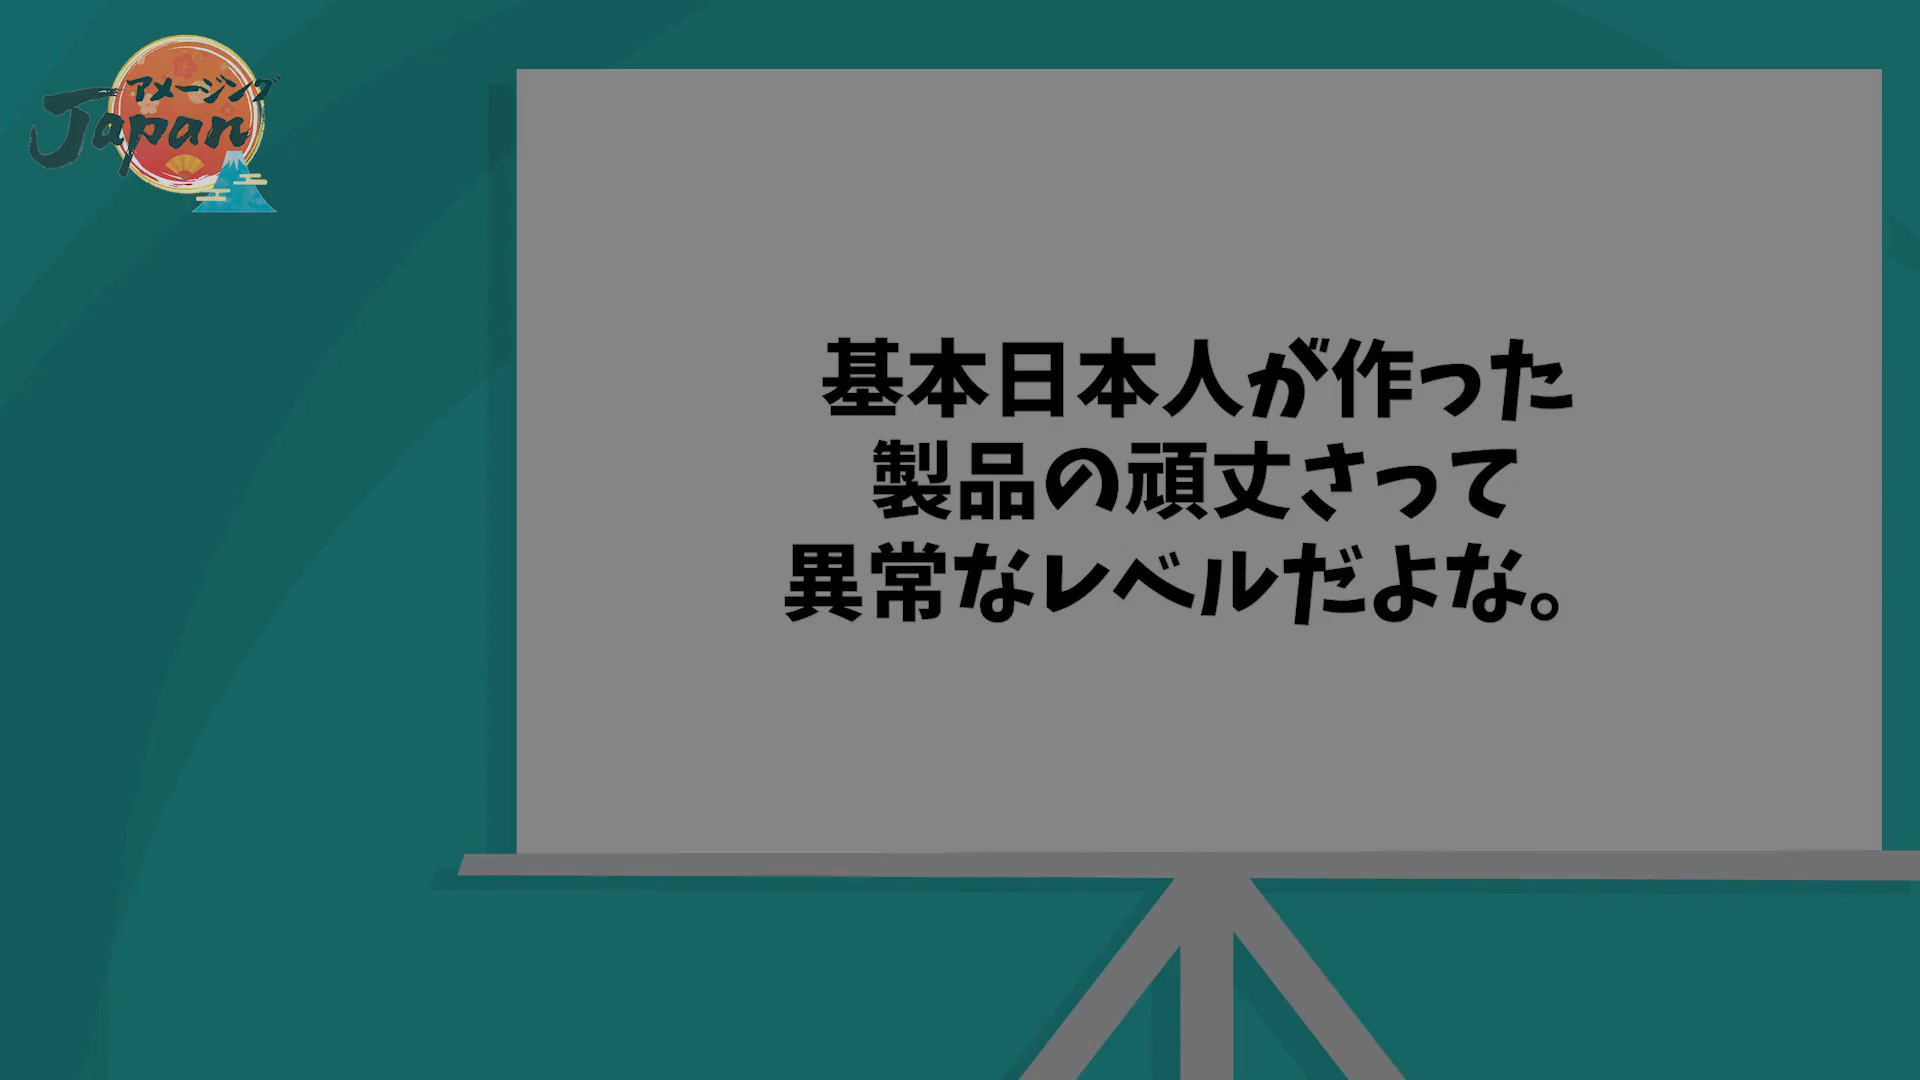 アメージング
Japan
基本日本人が作った
製品の頑丈さって
異常なレベルだよな。